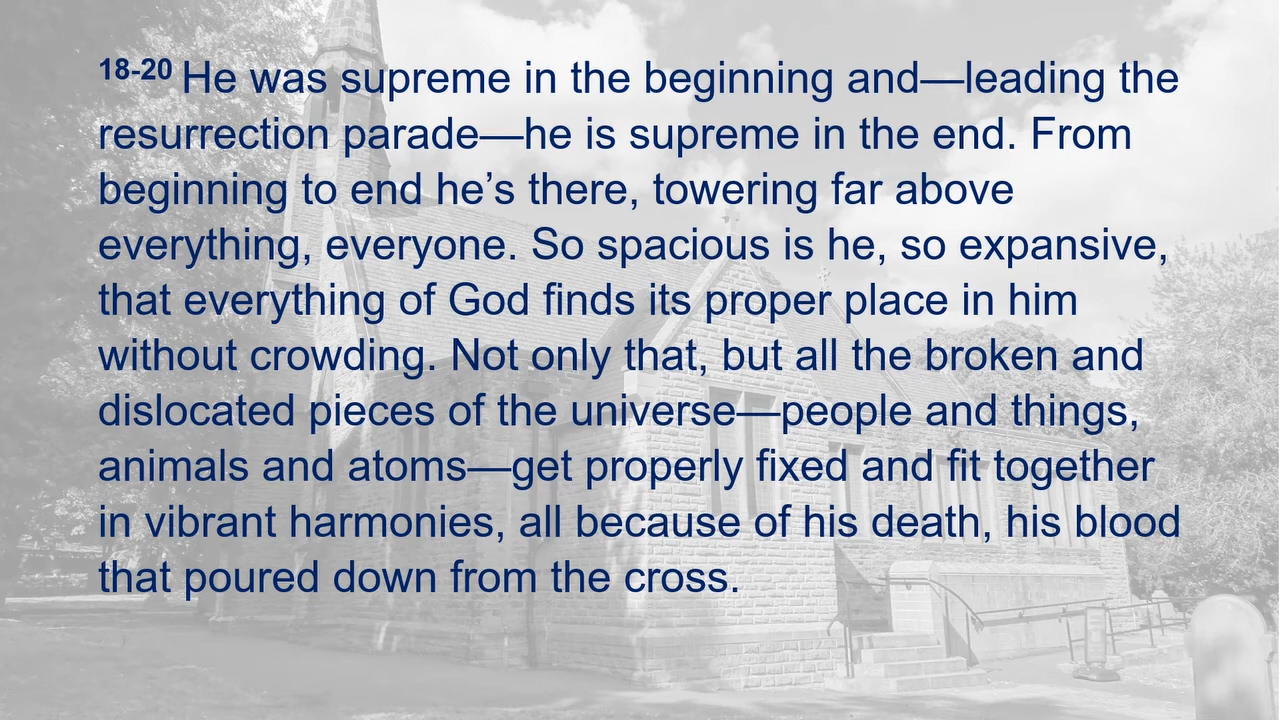 18-20 He was supreme in the beginning and—leading the
resurrection parade—he is supreme in the end. From
beginning to end he’s there, towering far above
everything, everyone. So spacious is he, so expansive,
that everything of God finds its proper place in him
without crowding. Not only that, but all the broken and
dislocated pieces of the universe—people and things,
animals and atoms—get properly fixed and fit together
in vibrant harmonies, all because of his death, his blood
that poured down from the cross.